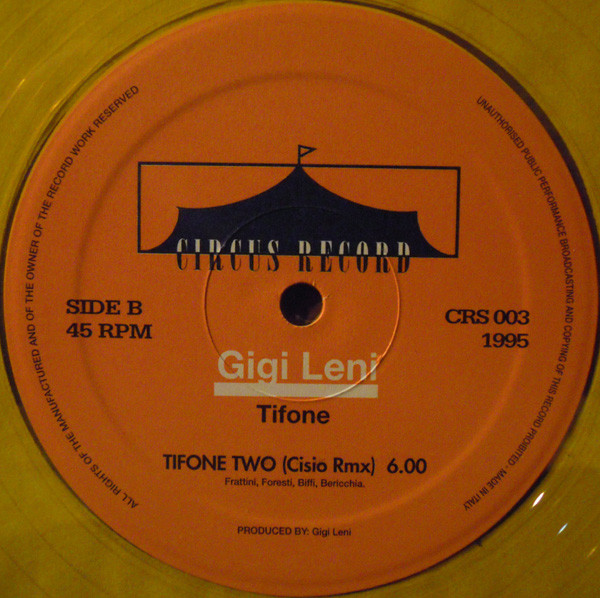 ALL RIGHTS OF THE MANUFACTURED AND OF THE OWNER OF THE RECORD WORK RESERVED
UNAUTHORISED PUBLIC PERFORMANCE BROADCASTING AND COPYING OF THIS RECORD PROHIBITED - MADE IN ITALY
CIRCUS RECORD
SIDE B
45 RPM
CRS 003
1995
Gigi Leni
Tifone
TIFONE TWO (Cisio Rmx) 6.00
Frattini, Foresti, Biffi, Bericchia.
PRODUCED BY: Gigi Leni